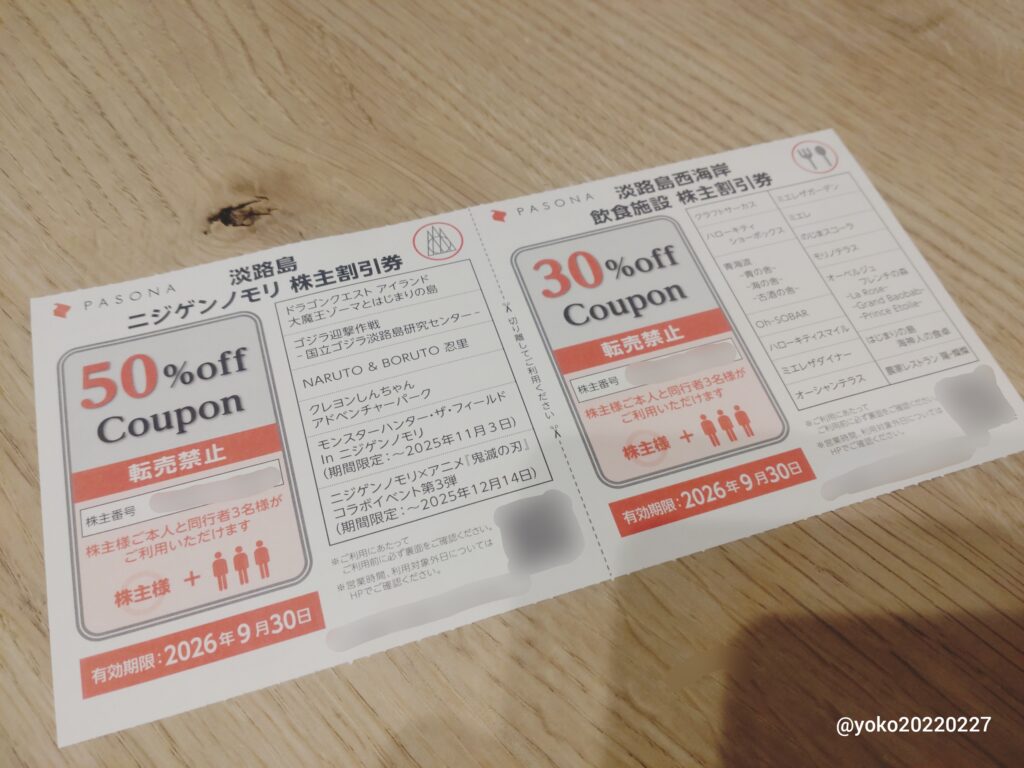 PASONA
淡路島
ニジゲンノモリ 株主割引券
50%off
Coupon
転売禁止
株主番号
株主様ご本人と同行者3名様が
ご利用いただけます
株主様 +
有効期限:2026年9月30日
ドラゴンクエスト アイランド
大魔王ゾーマとはじまりの島
ゴジラ迎撃作戦
- 国立ゴジラ淡路島研究センター -
NARUTO & BORUTO 忍里
クレヨンしんちゃん
アドベンチャーパーク
モンスターハンター・ザ・フィールド
In ニジゲンノモリ
(期間限定:~2025年11月3日)
ニジゲンノモリ×アニメ『鬼滅の刃』
コラボイベント第3弾
(期間限定:~2025年12月14日)
※ご利用にあたって
ご利用前に必ず裏面をご確認ください。
※営業時間、利用対象外日については
HPでご確認ください。
切り離してご利用ください
PASONA
淡路島西海岸
飲食施設 株主割引券
30%off
Coupon
転売禁止
株主番号
株主様ご本人と同行者3名様が
ご利用いただけます
株主様 +
有効期限:2026年9月30日
クラフトサーカス
ハローキティ
ショーボックス
青海波
-青の舎-
-海の舎-
-古酒の舎-
Oh-SOBAR
ハローキティスマイル
ミエレザダイナー
オーシャンテラス
ミエレザガーデン
ミエレ
のじまスコーラ
モリノテラス
オーベルジュ
フレンチの森
-La Rose-
-Grand Baobab-
-Prince Etoile-
はじまりの島
海神人の食卓
農家レストラン 陽・燦燦
※ご利用にあたって
ご利用前に必ず裏面をご確認ください。
※営業時間、利用対象外日については
HPでご確認ください。
@yoko20220227